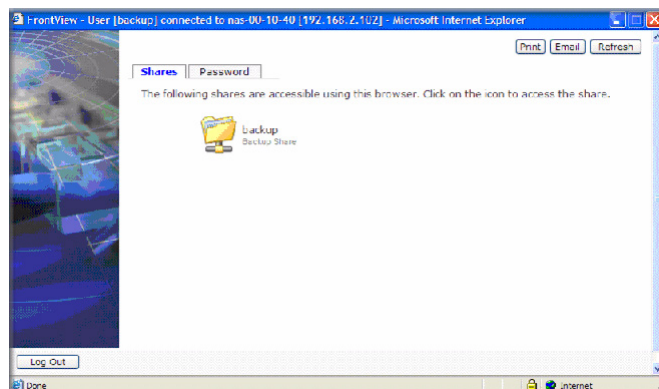 FrontView - User [backup] connected to nas-00-10-40 [192.168.2.102] - Microsoft Internet Explorer
Print Email Refresh
Shares Password
The following shares are accessible using this browser. Click on the icon to access the share.
backup
Backup Share
Log Out
Done Internet